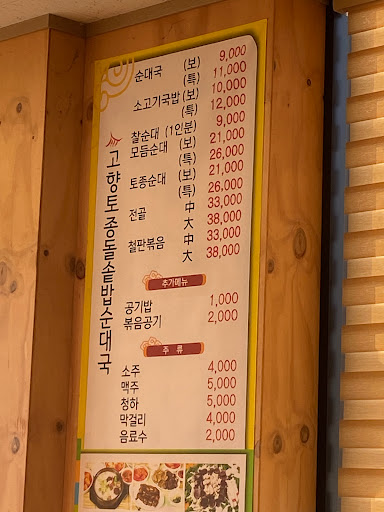 고향토종돌솥밥순대국
순대국 (보) 9,000
(특) 11,000
소고기국밥 (보) 10,000
(특) 12,000
찰순대 (1인분) 9,000
모듬순대 (보) 21,000
(특) 26,000
토종순대 (보) 21,000
(특) 26,000
전골 中 33,000
大 38,000
철판볶음 中 33,000
大 38,000
추가메뉴
공기밥 1,000
볶음공기 2,000
주 류
소주 4,000
맥주 5,000
청하 5,000
막걸리 4,000
음료수 2,000